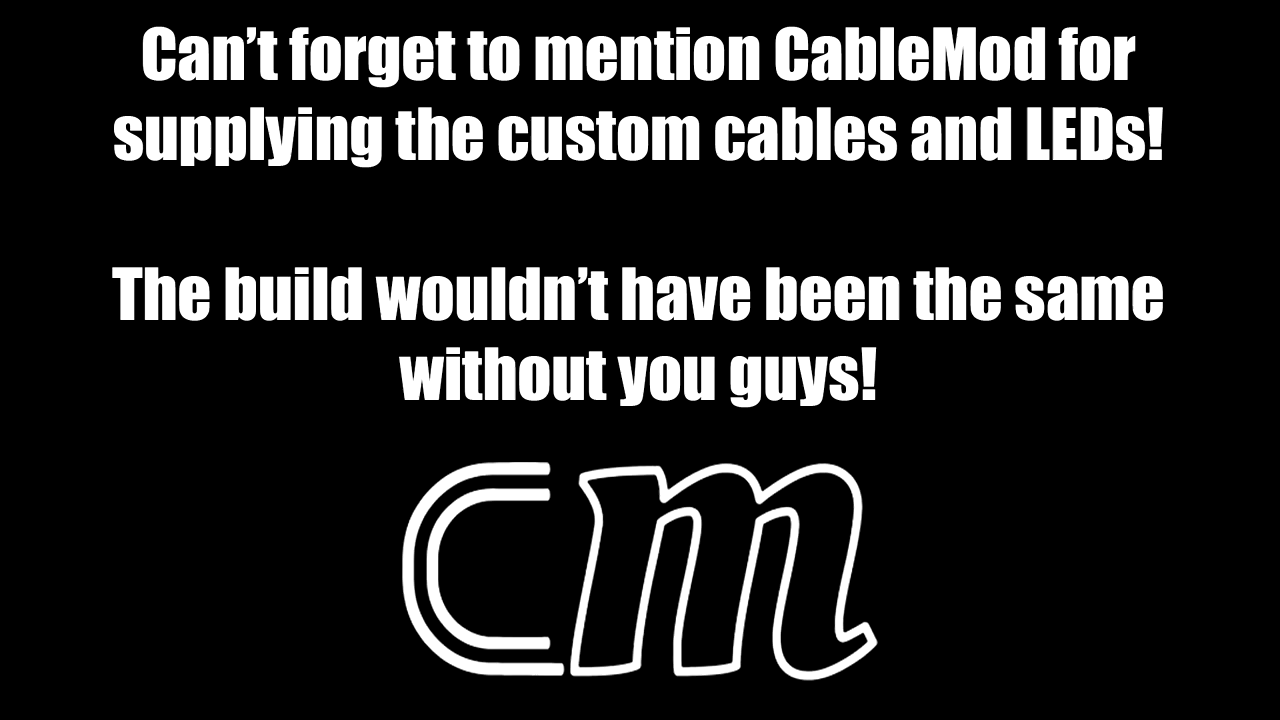 Can’t forget to mention CableMod for
supplying the custom cables and LEDs!
The build wouldn’t have been the same
without you guys!
Cm